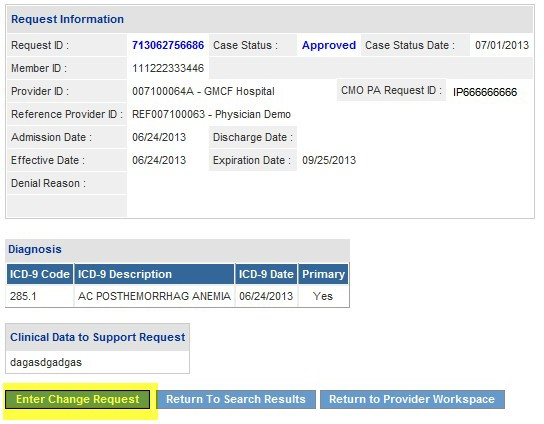 Request Information
Request ID : 713062756686 Case Status : Approved Case Status Date : 07/01/2013
Member ID : 111222333446
Provider ID : 007100064A - GMCF Hospital CMO PA Request ID : IP666666666
Reference Provider ID : REF007100063 - Physician Demo
Admission Date : 06/24/2013 Discharge Date :
Effective Date : 06/24/2013 Expiration Date : 09/25/2013
Denial Reason :
Diagnosis
ICD-9 Code ICD-9 Description ICD-9 Date Primary
285.1 AC POSTHEMORRHAG ANEMIA 06/24/2013 Yes
Clinical Data to Support Request
dagasdgadgas
Enter Change Request Return To Search Results Return to Provider Workspace